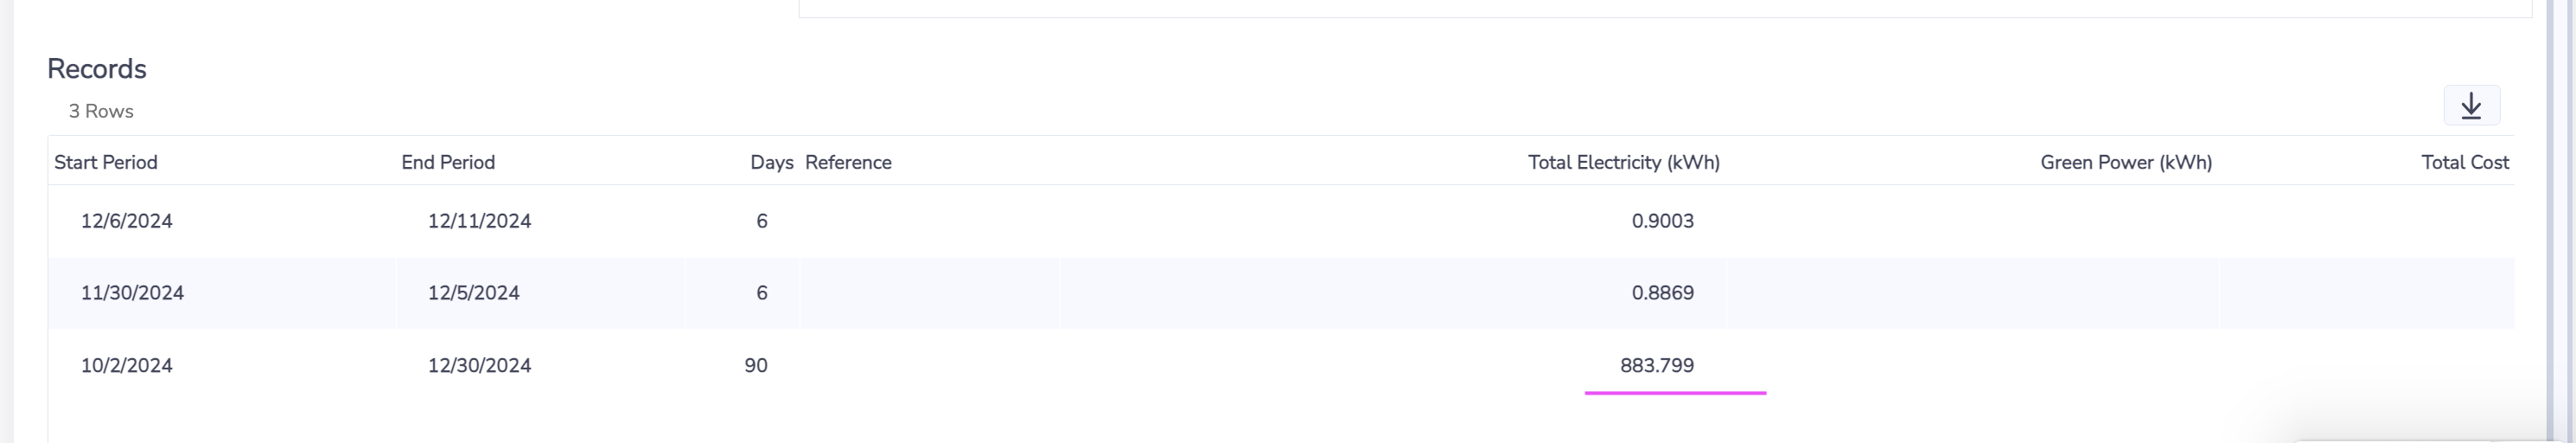 Records
3 Rows
Start Period End Period Days Reference Total Electricity (kWh) Green Power (kWh) Total Cost
12/6/2024 12/11/2024 6 0.9003
11/30/2024 12/5/2024 6 0.8869
10/2/2024 12/30/2024 90 883.799